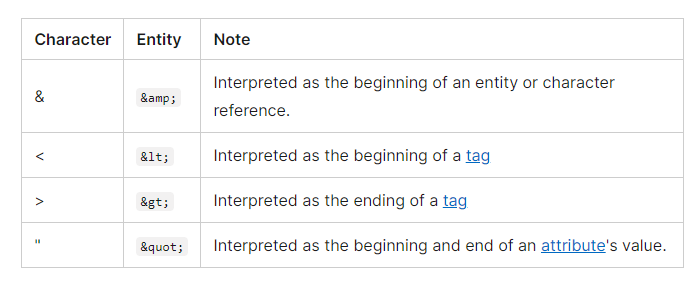 Character Entity Note
& &amp; Interpreted as the beginning of an entity or character
reference.
< &lt; Interpreted as the beginning of a tag
> &gt; Interpreted as the ending of a tag
" &quot; Interpreted as the beginning and end of an attribute's value.